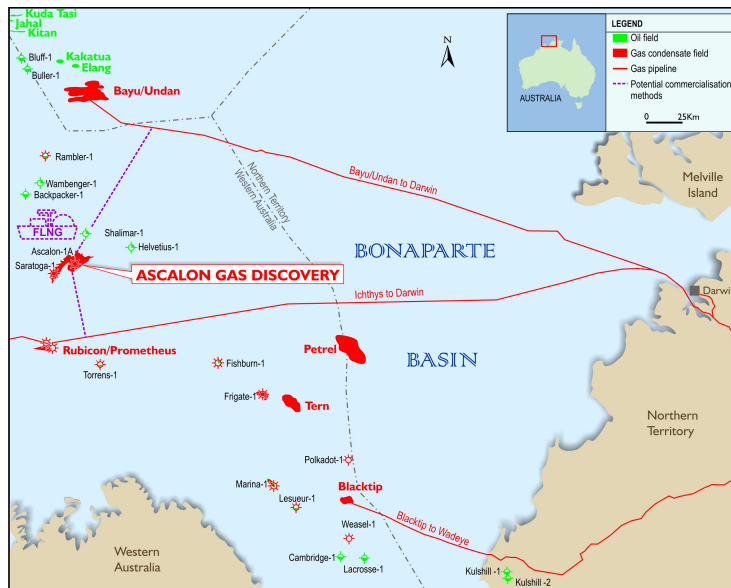 Kuda Tasi
Jahal
Kitan
Bluff-1
Buller-1
Kakatua
Elang
Bayu/Undan
N
LEGEND
Oil field
Gas condensate field
Gas pipeline
Potential commercialisation
methods
0 25Km
AUSTRALIA
Rambler-1
Wambenger-1
Backpacker-1
FLNG
Shalimar-1
Helvetius-1
Ascalon-1A
Saratoga-1
ASCALON GAS DISCOVERY
Northern Territory
Western Australia
Bayu/Undan to Darwin
Melville
Island
BONAPARTE
Ichthys to Darwin
Darwi
Rubicon/Prometheus
Torrens-1
Fishburn-1
Petrel
BASIN
Frigate-1
Tern
Northern
Territory
Polkadot-1
Marina-1
Lesueur-1
Blacktip
Blacktip to Wadeye
Weasel-1
Cambridge-1
Lacrosse-1
Western
Australia
Kulshill -1
Kulshill -2